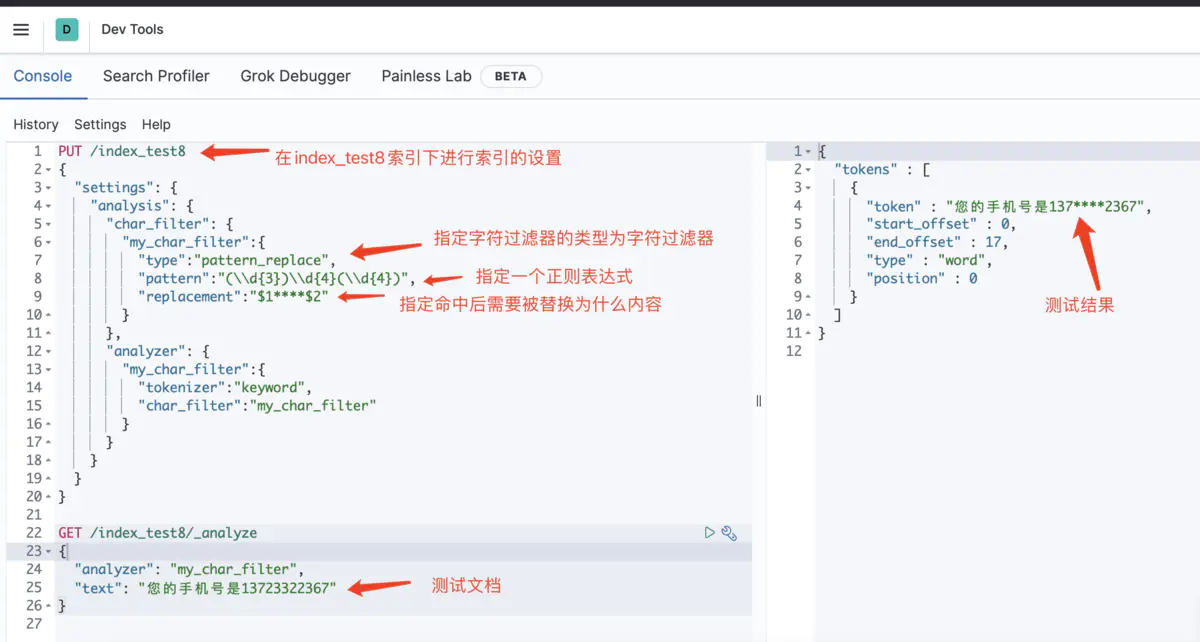 D Dev Tools
Console Search Profiler Grok Debugger Painless Lab BETA
History Settings Help
1 PUT /index_test8 在index_test8索引下进行索引的设置
2 {
3 "settings": {
4 "analysis": {
5 "char_filter": {
6 "my_char_filter":{
指定字符过滤器的类型为字符过滤器
7 "type":"pattern_replace",
8 "pattern":"(\\d{3})\\d{4}(\\d{4})", 指定一个正则表达式
9 "replacement":"$1****$2" 指定命中后需要被替换为什么内容
10 }
11 },
12 "analyzer": {
13 "my_char_filter":{
14 "tokenizer":"keyword",
15 "char_filter":"my_char_filter"
16 }
17 }
18 }
19 }
20 }
21
22 GET /index_test8/_analyze
23 {
24 "analyzer": "my_char_filter",
25 "text": "您的手机号是13723322367" 测试文档
26 }
27
1 {
2 "tokens" : [
3 {
4 "token" : "您的手机号是137****2367",
5 "start_offset" : 0,
6 "end_offset" : 17,
7 "type" : "word",
8 "position" : 0
9 }
测试结果
10 ]
11 }
12